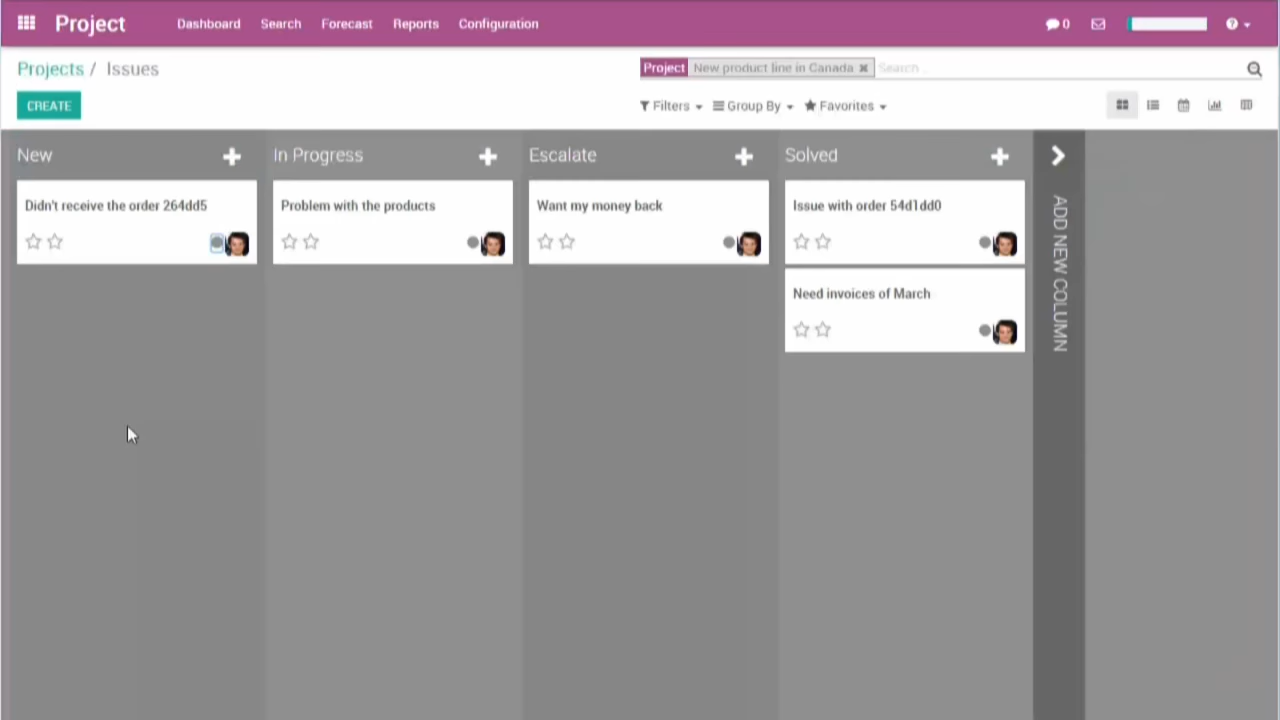 Project Dashboard Search Forecast Reports Configuration 0 ?
Projects / Issues
Project New product line in Canada × Search...
CREATE Filters Group By Favorites
New In Progress Escalate Solved
Didn't receive the order 264dd5 Problem with the products Want my money back Issue with order 54d1dd0
Need invoices of March
ADD NEW COLUMN